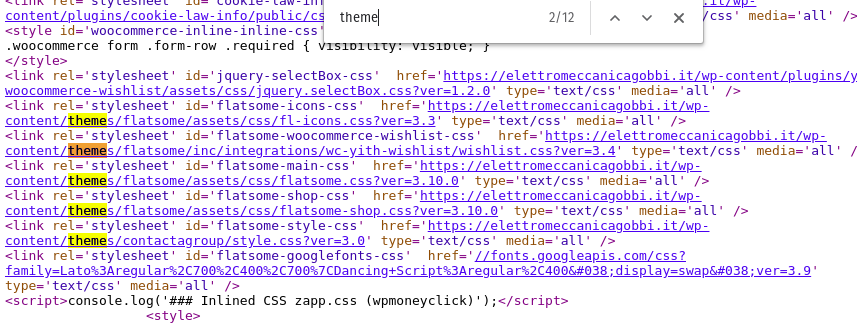 <link rel='stylesheet' id='cookie-law-in
content/plugins/cookie-law-info/public/cs
theme
2/12
.it/wp-
/css' media='all' />
<style id='woocommerce-inline-inline-css'
.woocommerce form .form-row .required { visibility: visible; }
</style>
<link rel='stylesheet' id='jquery-selectBox-css'  href='https://elettromeccanicagobbi.it/wp-content/plugins/y
woocommerce-wishlist/assets/css/jquery.selectBox.css?ver=1.2.0' type='text/css' media='all' />
<link rel='stylesheet' id='flatsome-icons-css'  href='https://elettromeccanicagobbi.it/wp-
content/themes/flatsome/assets/css/fl-icons.css?ver=3.3' type='text/css' media='all' />
<link rel='stylesheet' id='flatsome-woocommerce-wishlist-css'  href='https://elettromeccanicagobbi.it/wp-
content/themes/flatsome/inc/integrations/wc-yith-wishlist/wishlist.css?ver=3.4' type='text/css' media='all' /
<link rel='stylesheet' id='flatsome-main-css'  href='https://elettromeccanicagobbi.it/wp-
content/themes/flatsome/assets/css/flatsome.css?ver=3.10.0' type='text/css' media='all' />
<link rel='stylesheet' id='flatsome-shop-css'  href='https://elettromeccanicagobbi.it/wp-
content/themes/flatsome/assets/css/flatsome-shop.css?ver=3.10.0' type='text/css' media='all' />
<link rel='stylesheet' id='flatsome-style-css'  href='https://elettromeccanicagobbi.it/wp-
content/themes/contactagroup/style.css?ver=3.0' type='text/css' media='all' />
<link rel='stylesheet' id='flatsome-googlefonts-css'  href='//fonts.googleapis.com/css?
family=Lato%3Aregular%2C700%2C400%2C700%7CDancing+Script%3Aregular%2C400&#038;display=swap&#038;ver=3.9'
type='text/css' media='all' />
<script>console.log('### Inlined CSS zapp.css (wpmoneyclick)');</script>
<style>